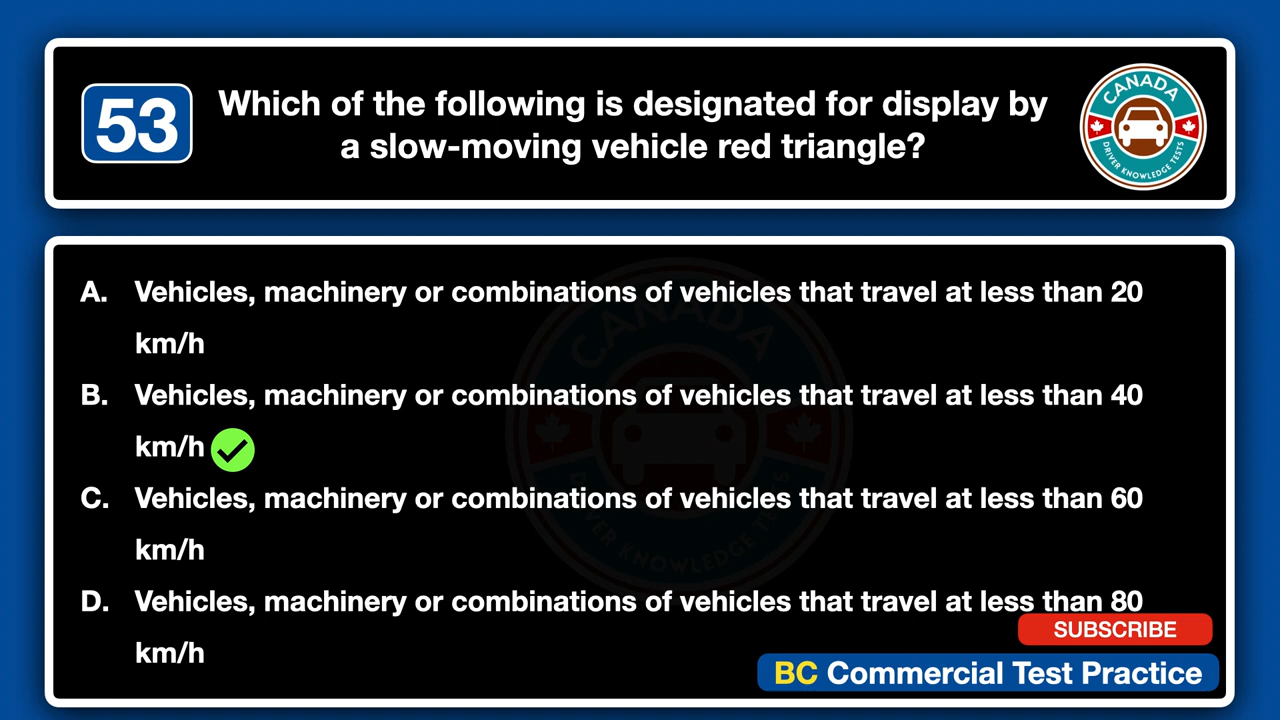 53
Which of the following is designated for display by
a slow-moving vehicle red triangle?
CANADA
DRIVER KNOWLEDGE TESTS
A. Vehicles, machinery or combinations of vehicles that travel at less than 20
km/h
B. Vehicles, machinery or combinations of vehicles that travel at less than 40
km/h
C. Vehicles, machinery or combinations of vehicles that travel at less than 60
km/h
D. Vehicles, machinery or combinations of vehicles that travel at less than 80
km/h
CANADA
DRIVER KNOWLEDGE TESTS
SUBSCRIBE
BC Commercial Test Practice